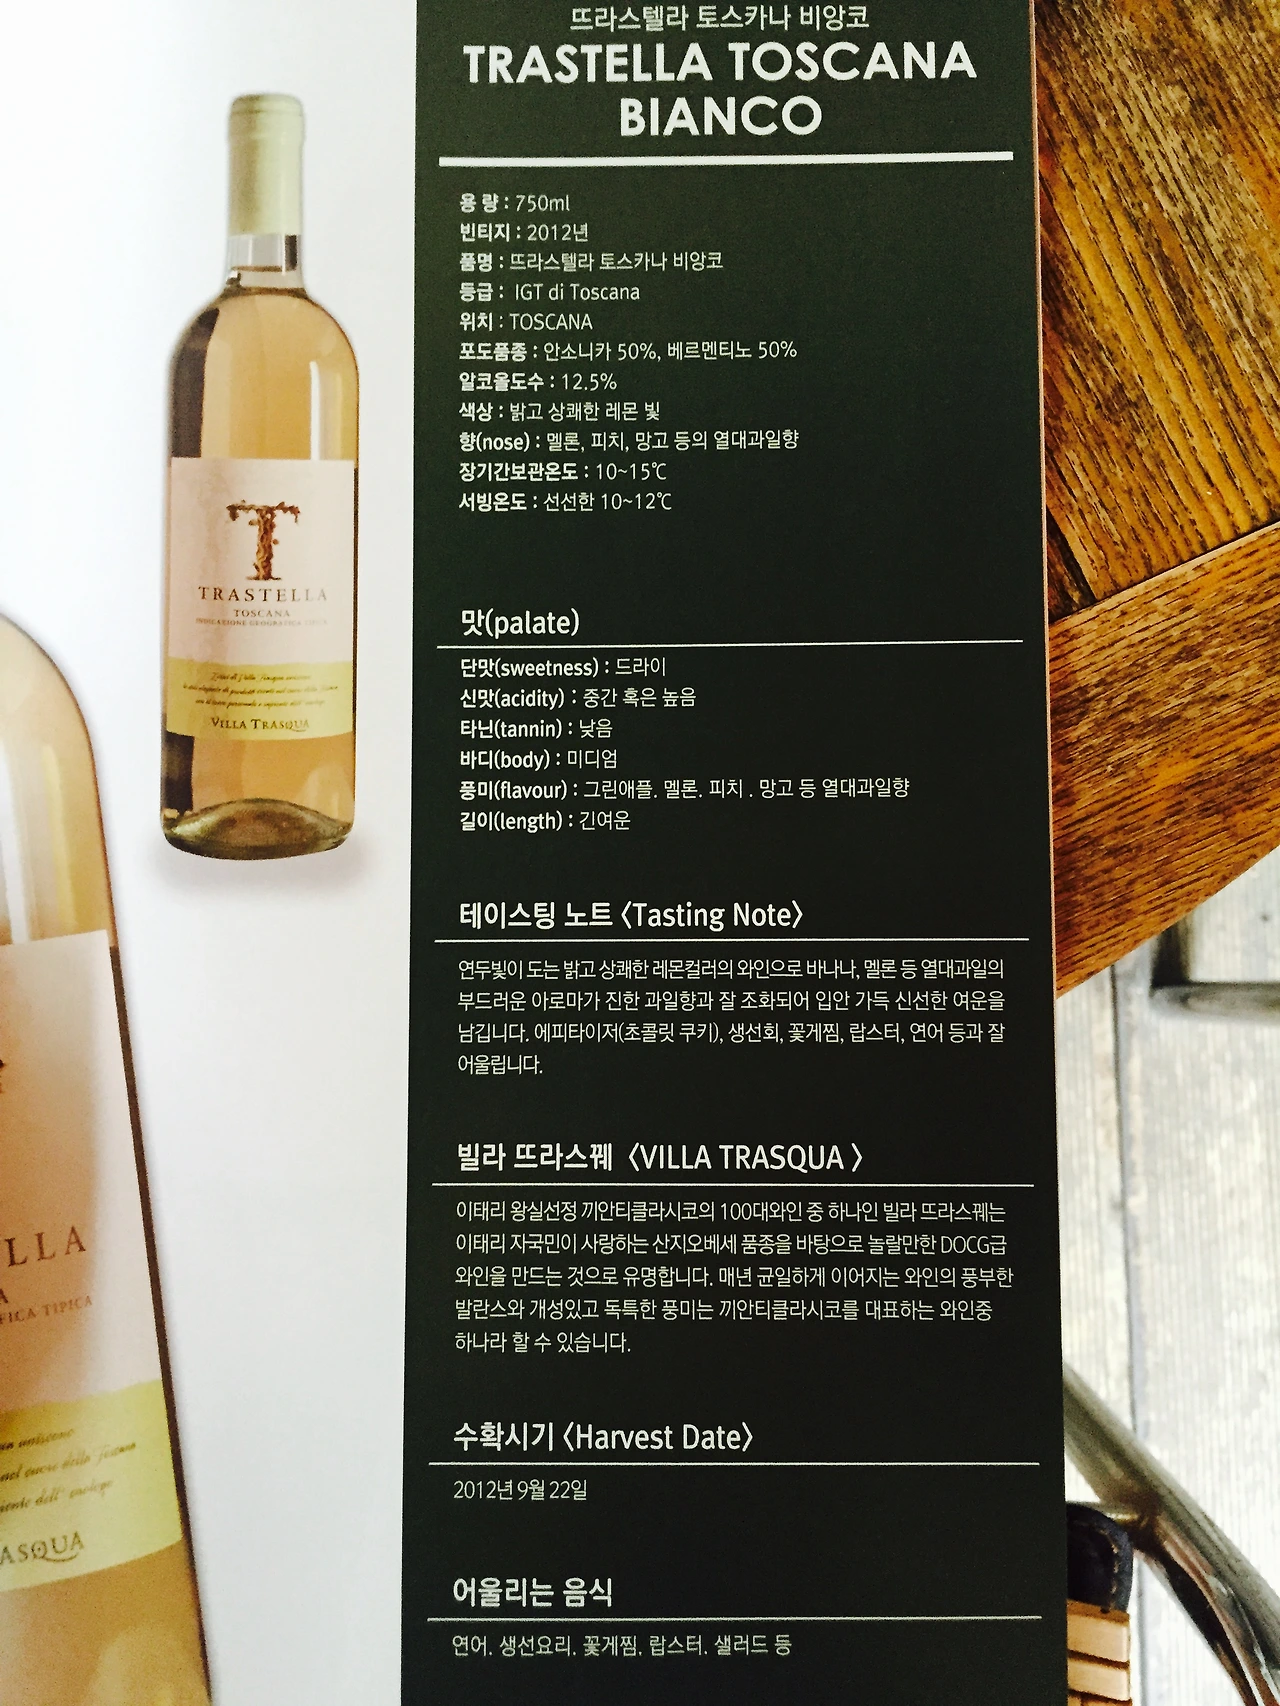 뜨라스텔라 토스카나 비앙코
TRASTELLA TOSCANA
BIANCO
용 량 : 750ml
빈티지 : 2012년
품명 : 뜨라스텔라 토스카나 비앙코
등급 : IGT di Toscana
위치 : TOSCANA
포도품종 : 안소니카 50%, 베르멘티노 50%
알코올도수 : 12.5%
색상 : 밝고 상쾌한 레몬 빛
향(nose) : 멜론, 피치, 망고 등의 열대과일향
장기간보관온도 : 10~15℃
서빙온도 : 선선한 10~12℃
맛(palate)
단맛(sweetness) : 드라이
신맛(acidity) : 중간 혹은 높음
타닌(tannin) : 낮음
바디(body) : 미디엄
풍미(flavour) : 그린애플. 멜론. 피치 . 망고 등 열대과일향
길이(length) : 긴여운
테이스팅 노트 〈Tasting Note〉
연두빛이 도는 밝고 상쾌한 레몬컬러의 와인으로 바나나, 멜론 등 열대과일의
부드러운 아로마가 진한 과일향과 잘 조화되어 입안 가득 신선한 여운을
남깁니다. 에피타이저(초콜릿 쿠키), 생선회, 꽃게찜, 랍스터, 연어 등과 잘
어울립니다.
빌라 뜨라스꿰 〈VILLA TRASQUA 〉
이태리 왕실선정 끼안티클라시코의 100대와인 중 하나인 빌라 뜨라스꿰는
이태리 자국민이 사랑하는 산지오베세 품종을 바탕으로 놀랄만한 DOCG급
와인을 만드는 것으로 유명합니다. 매년 균일하게 이어지는 와인의 풍부한
발란스와 개성있고 독특한 풍미는 끼안티클라시코를 대표하는 와인중
하나라 할 수 있습니다.
수확시기 〈Harvest Date〉
2012년 9월 22일
어울리는 음식
연어. 생선요리. 꽃게찜. 랍스터. 샐러드 등
T
TRASTELLA
TOSCANA
INDICAZIONE GEOGRAFICA TIPICA
VILLA TRASQUA
LLA
A
FICA TIPICA
uniscono
nel cuore della Toscana
dell' enologo
ASQUA